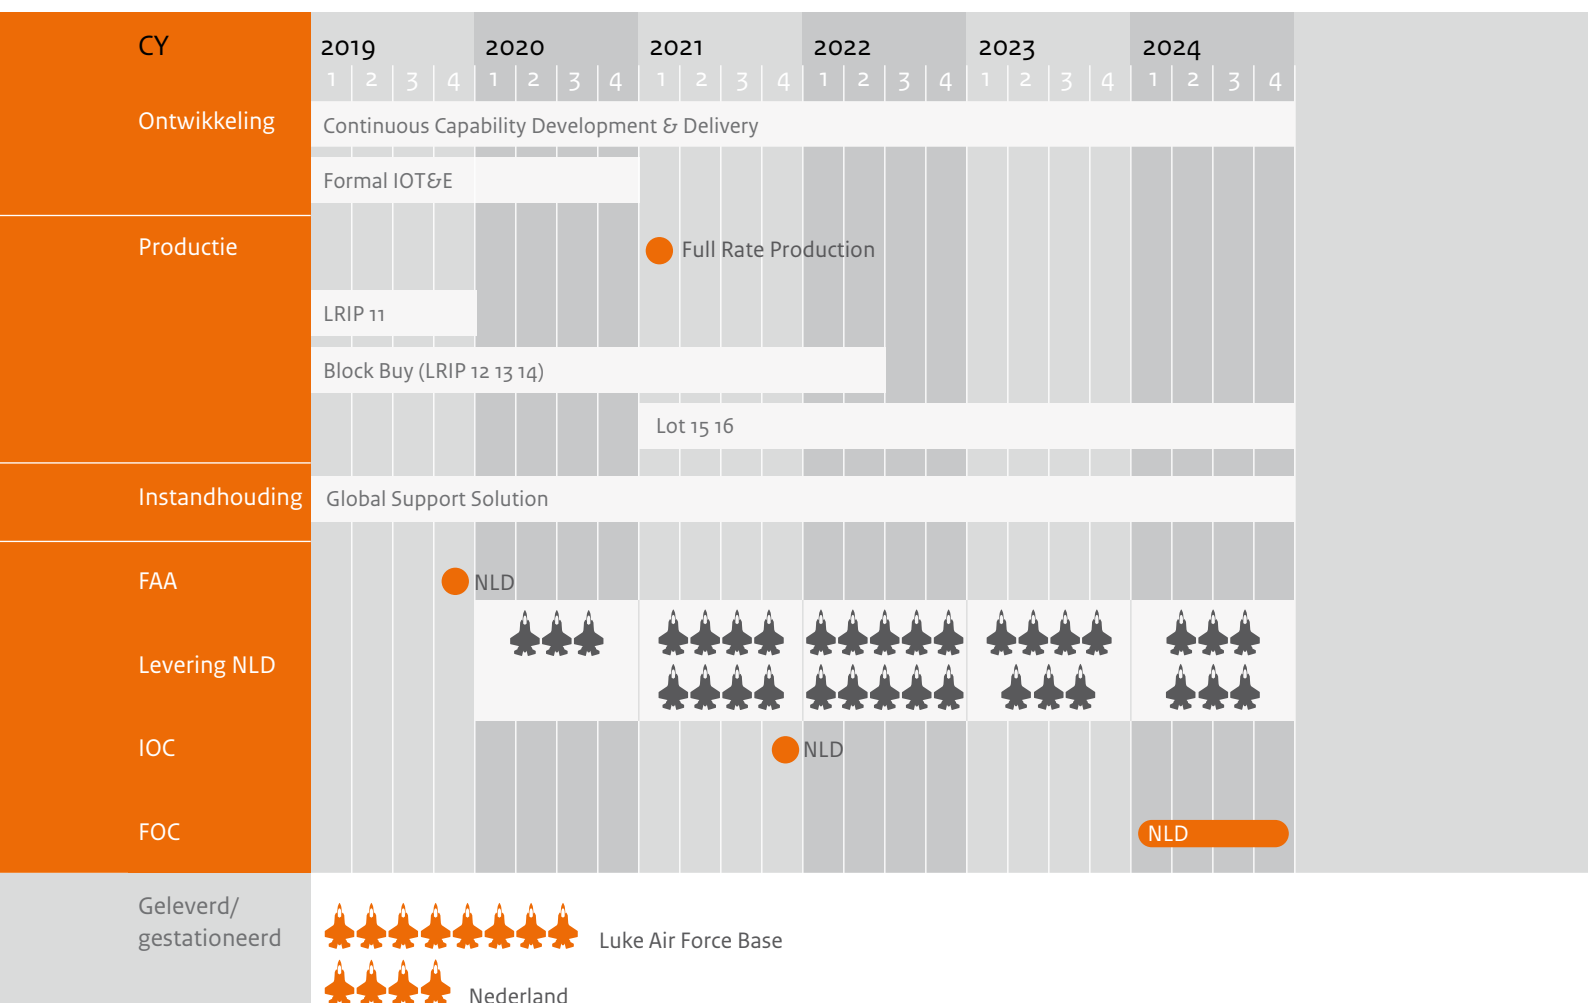 CY 2019 2020 2021 2022 2023 2024
1 2 3 4 1 2 3 4 1 2 3 4 1 2 3 4 1 2 3 4 1 2 3 4
Ontwikkeling Continuous Capability Development & Delivery
Formal IOT&E
Productie Full Rate Production
LRIP 11
Block Buy (LRIP 12 13 14)
Lot 15 16
Instandhouding Global Support Solution
FAA NLD
Levering NLD
IOC NLD
FOC NLD
Geleverd/
gestationeerd Luke Air Force Base
Nederland